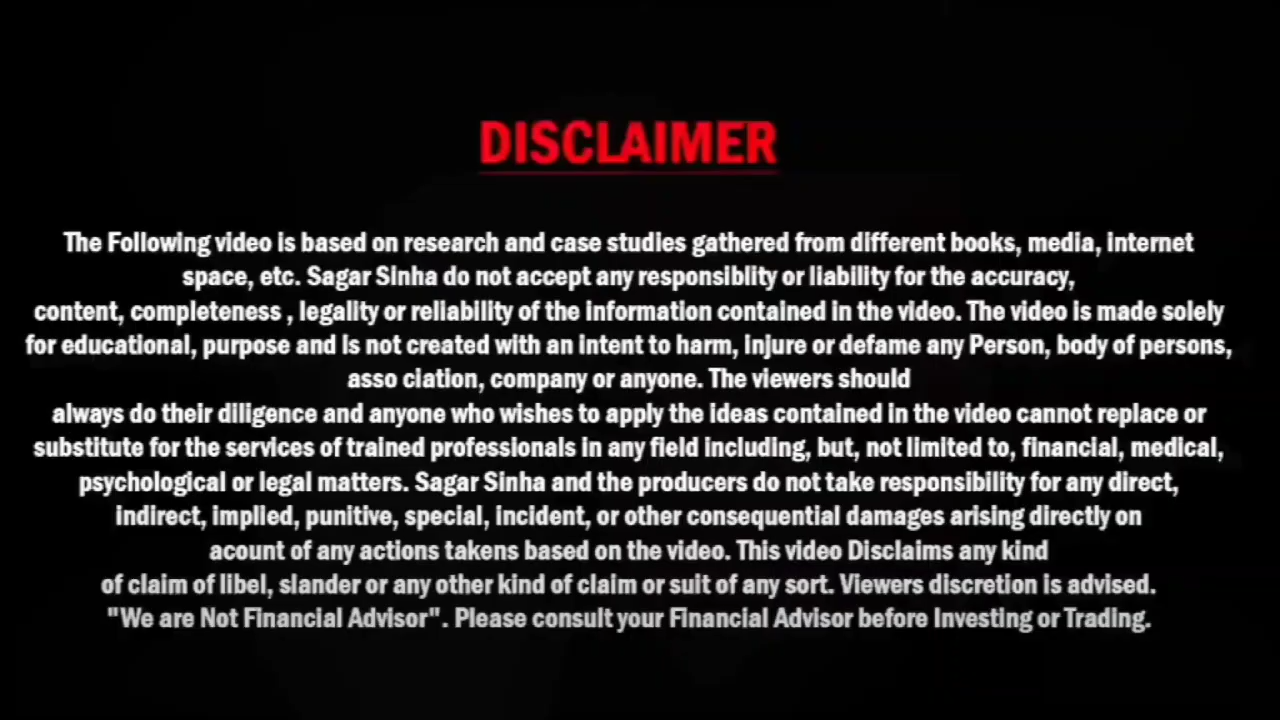 DISCLAIMER
The Following video is based on research and case studies gathered from different books, media, internet
space, etc. Sagar Sinha do not accept any responsiblity or liability for the accuracy,
content, completeness , legality or reliability of the information contained in the video. The video is made solely
for educational, purpose and is not created with an intent to harm, injure or defame any Person, body of persons,
asso ciation, company or anyone. The viewers should
always do their diligence and anyone who wishes to apply the ideas contained in the video cannot replace or
substitute for the services of trained professionals in any field including, but, not limited to, financial, medical,
psychological or legal matters. Sagar Sinha and the producers do not take responsibility for any direct,
indirect, implied, punitive, special, incident, or other consequential damages arising directly on
acount of any actions takens based on the video. This video Disclaims any kind
of claim of libel, slander or any other kind of claim or suit of any sort. Viewers discretion is advised.
"We are Not Financial Advisor". Please consult your Financial Advisor before Investing or Trading.